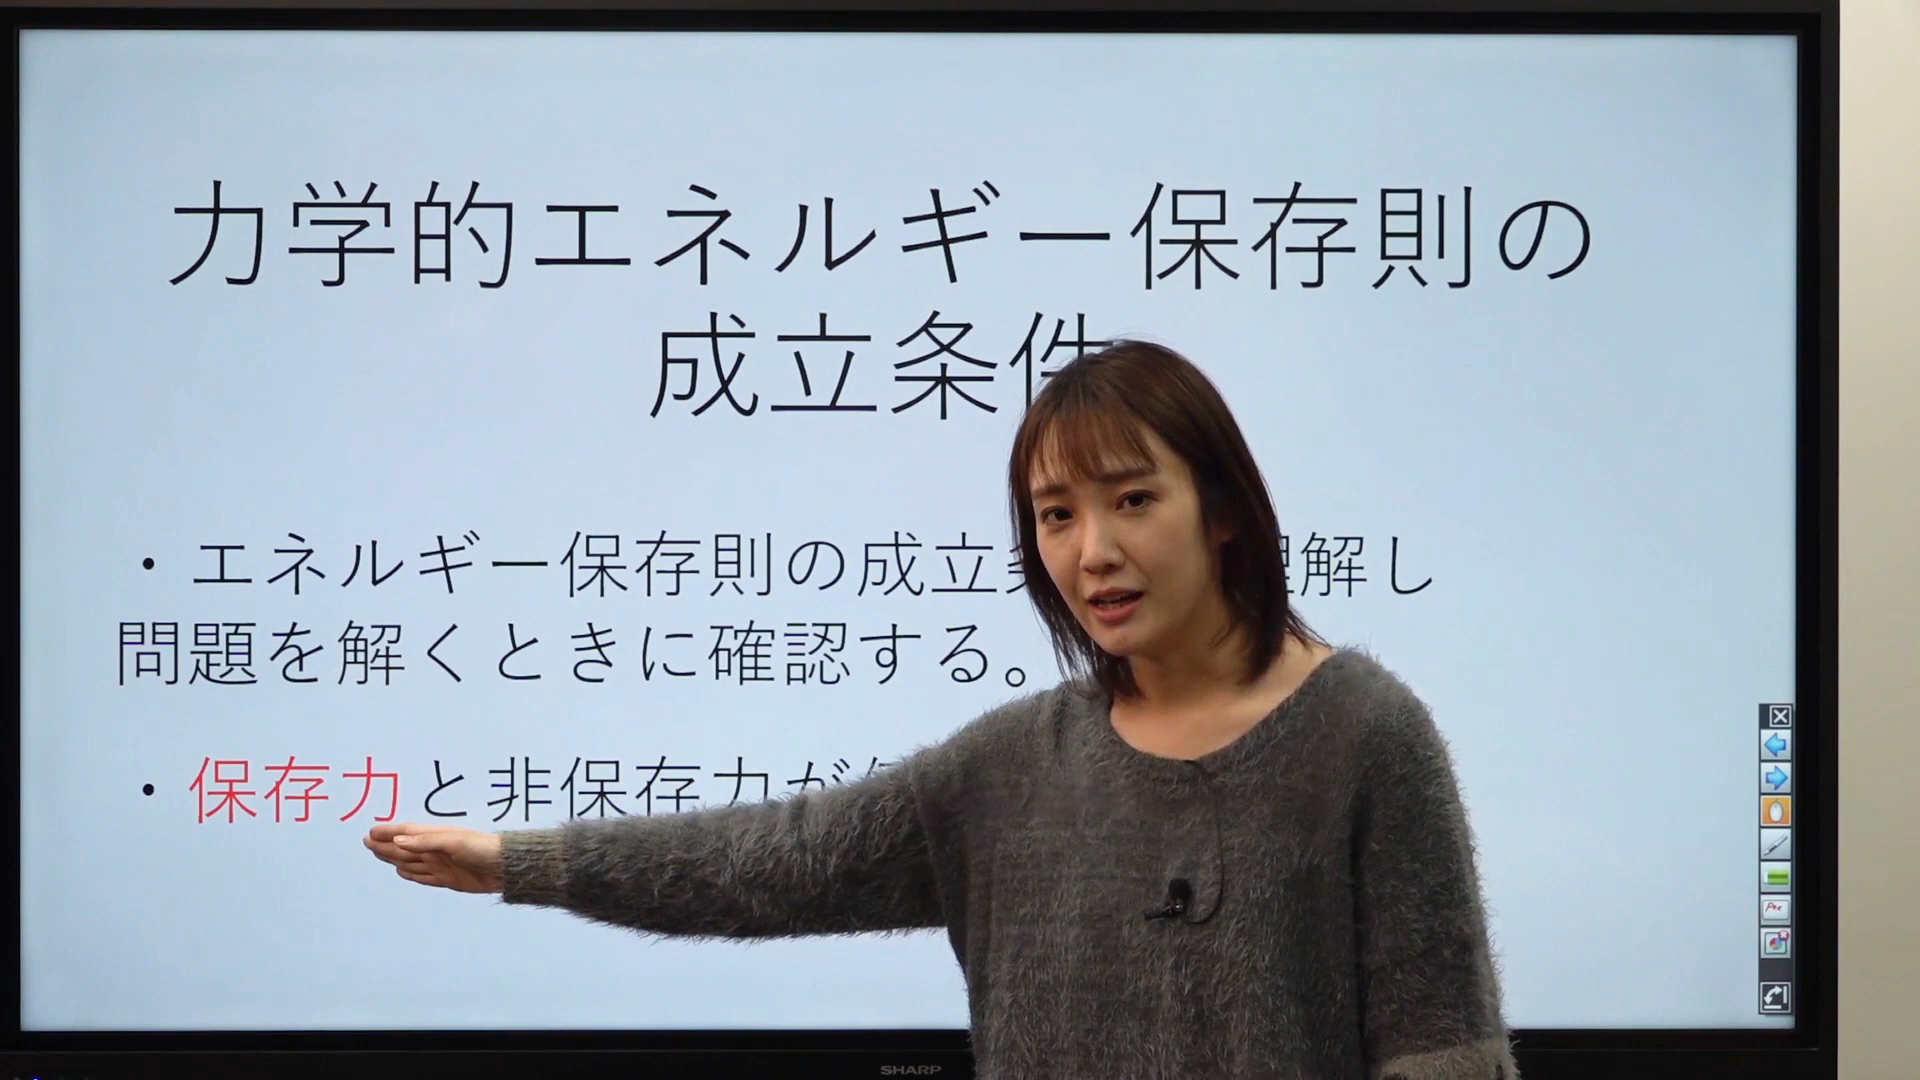 力学的エネルギー保存則の
成立条件
・エネルギー保存則の成立 理解し
問題を解くときに確認する。
・保存力と非保存力が
SHARP
Pen